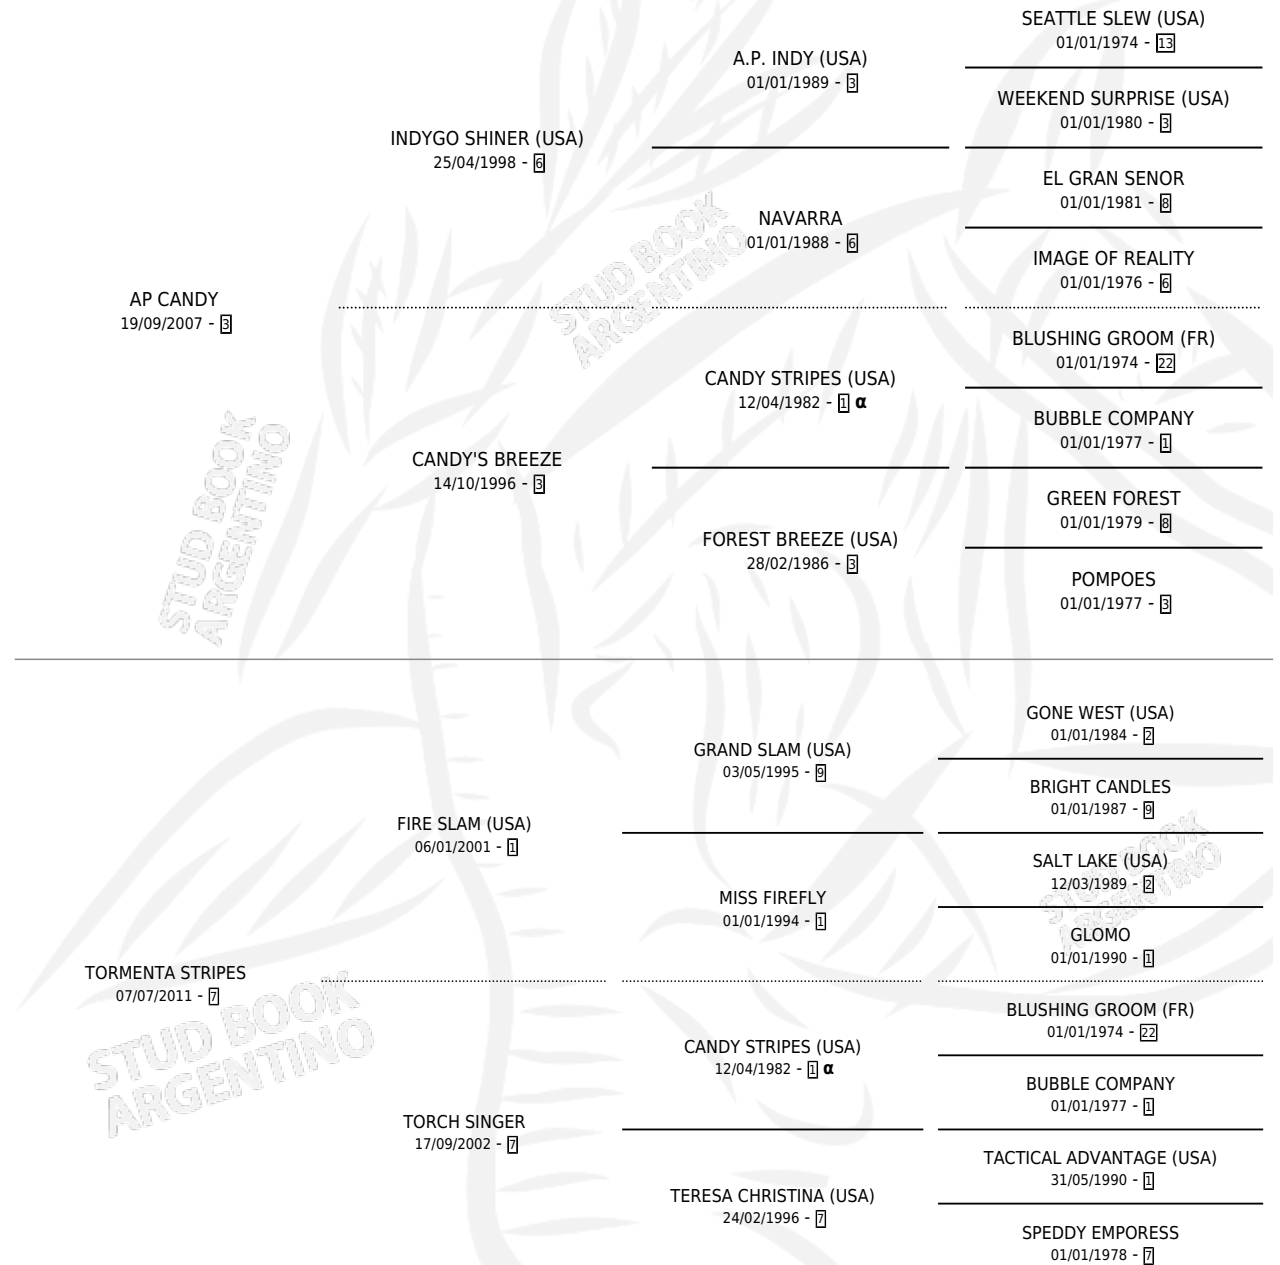 SEATTLE SLEW (USA)
01/01/1974 - 13
A.P. INDY (USA)
01/01/1989 - 3
WEEKEND SURPRISE (USA)
01/01/1980 - 3
INDYGO SHINER (USA)
25/04/1998 - 6
EL GRAN SENOR
01/01/1981 - 8
NAVARRA
01/01/1988 - 6
IMAGE OF REALITY
01/01/1976 - 6
AP CANDY
19/09/2007 - 3
BLUSHING GROOM (FR)
01/01/1974 - 22
CANDY STRIPES (USA)
12/04/1982 - 1 α
BUBBLE COMPANY
01/01/1977 - 1
CANDY'S BREEZE
14/10/1996 - 3
GREEN FOREST
01/01/1979 - 8
FOREST BREEZE (USA)
28/02/1986 - 3
POMPOES
01/01/1977 - 3
GONE WEST (USA)
01/01/1984 - 2
GRAND SLAM (USA)
03/05/1995 - 9
BRIGHT CANDLES
01/01/1987 - 9
FIRE SLAM (USA)
06/01/2001 - 1
SALT LAKE (USA)
12/03/1989 - 2
MISS FIREFLY
01/01/1994 - 1
GLOMO
01/01/1990 - 1
TORMENTA STRIPES
07/07/2011 - 7
BLUSHING GROOM (FR)
01/01/1974 - 22
CANDY STRIPES (USA)
12/04/1982 - 1 α
BUBBLE COMPANY
01/01/1977 - 1
TORCH SINGER
17/09/2002 - 7
TACTICAL ADVANTAGE (USA)
31/05/1990 - 1
TERESA CHRISTINA (USA)
24/02/1996 - 7
SPEDDY EMPORESS
01/01/1978 - 7
STUD BOOK
ARGENTINO
STUD BOOK
ARGENTINO
STUD BOOK
ARGENTINO
STUD BOOK
ARGENTINO